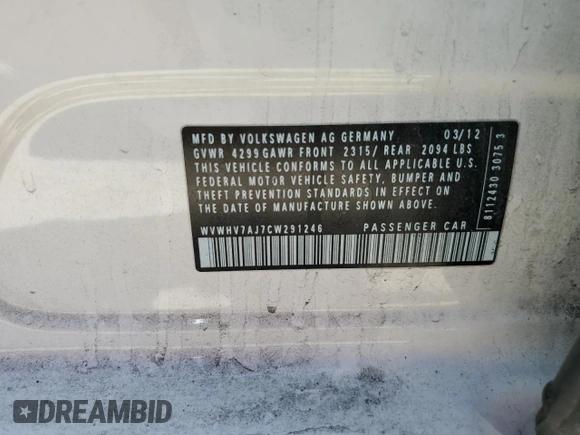 MFD BY VOLKSWAGEN AG GERMANY 03/12
GVWR 4299 GAWR FRONT 2315/ REAR 2094 LBS
THIS VEHICLE CONFORMS TO ALL APPLICABLE U.S.
FEDERAL MOTOR VEHICLE SAFETY, BUMPER AND
THEFT PREVENTION STANDARDS IN EFFECT ON THE
DATE OF MANUFACTURE SHOWN ABOVE.
WVWHV7AJ7CW291246 PASSENGER CAR
8112430 3075 3
DREAMBID